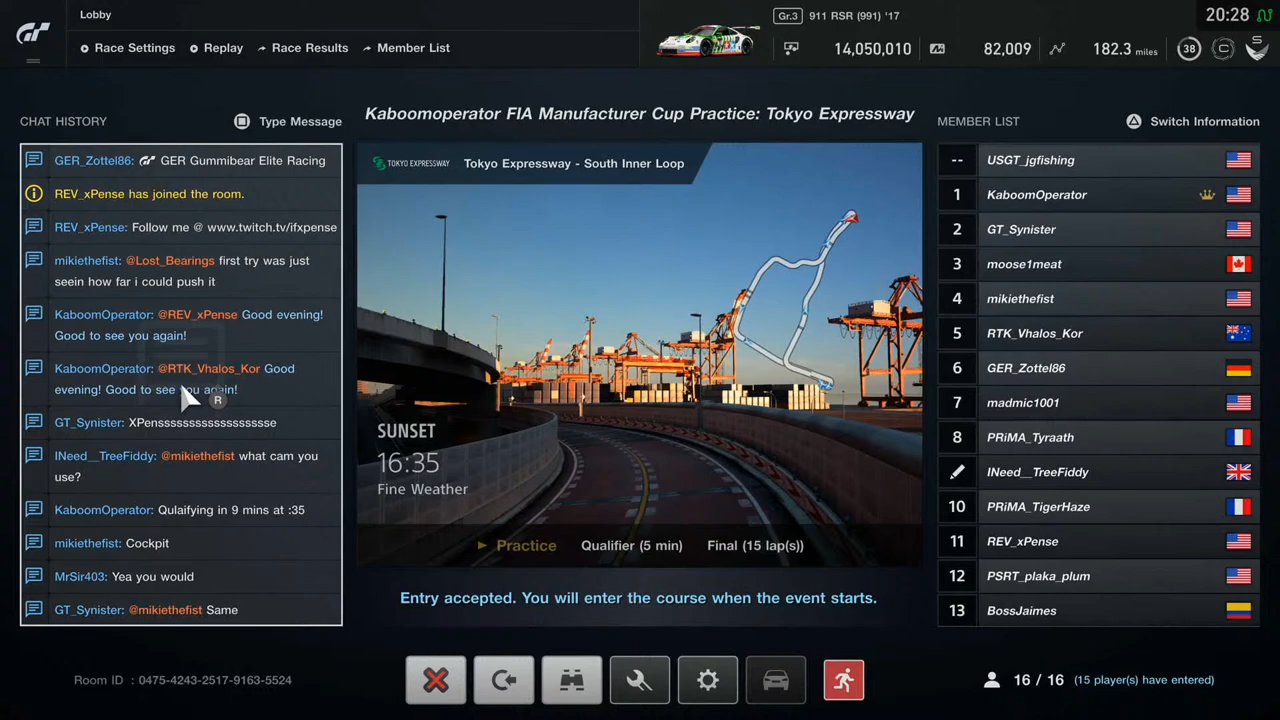 Lobby
Gr.3 911 RSR (991) '17
20:28
Race Settings Replay Race Results Member List
14,050,010 82,009 182.3 miles 38 C S
Kaboomoperator FIA Manufacturer Cup Practice: Tokyo Expressway
CHAT HISTORY
Type Message
GER_Zottel86: GER Gummibear Elite Racing
REV_xPense has joined the room.
REV_xPense: Follow me @ www.twitch.tv/ifxpense
mikiethefist: @Lost_Bearings first try was just
seein how far i could push it
KaboomOperator: @REV_xPense Good evening!
Good to see you again!
KaboomOperator: @RTK_Vhalos_Kor Good
evening! Good to see you again!
R
GT_Synister: XPensssssssssssssssssse
INeed__TreeFiddy: @mikiethefist what cam you
use?
KaboomOperator: Qulaifying in 9 mins at :35
mikiethefist: Cockpit
MrSir403: Yea you would
GT_Synister: @mikiethefist Same
TOKYO EXPRESSWAY Tokyo Expressway - South Inner Loop
SUNSET
16:35
Fine Weather
Practice Qualifier (5 min) Final (15 lap(s))
Entry accepted. You will enter the course when the event starts.
MEMBER LIST
Switch Information
-- USGT_jgfishing
1 KaboomOperator
2 GT_Synister
3 moose1meat
4 mikiethefist
5 RTK_Vhalos_Kor
6 GER_Zottel86
7 madmic1001
8 PRiMA_Tyraath
INeed__TreeFiddy
10 PRiMA_TigerHaze
11 REV_xPense
12 PSRT_plaka_plum
13 BossJaimes
Room ID : 0475-4243-2517-9163-5524
16 / 16 (15 player(s) have entered)